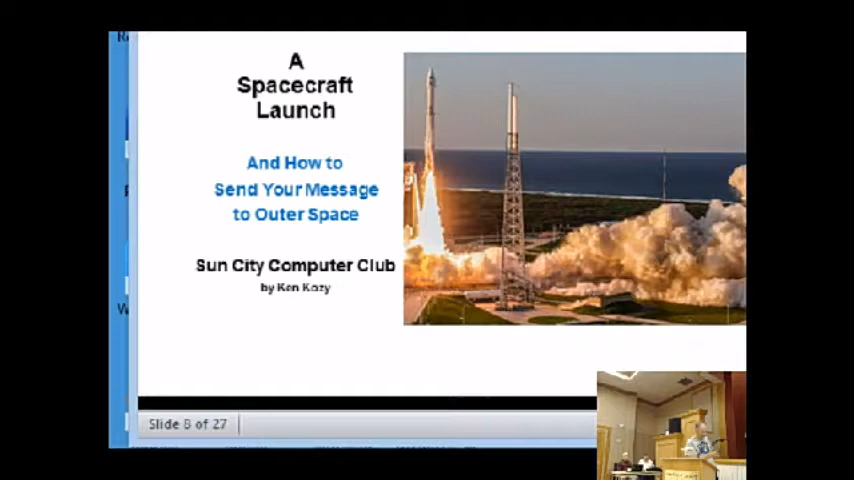 A
Spacecraft
Launch
And How to
Send Your Message
to Outer Space
Sun City Computer Club
by Ken Kozy
Slide 8 of 27